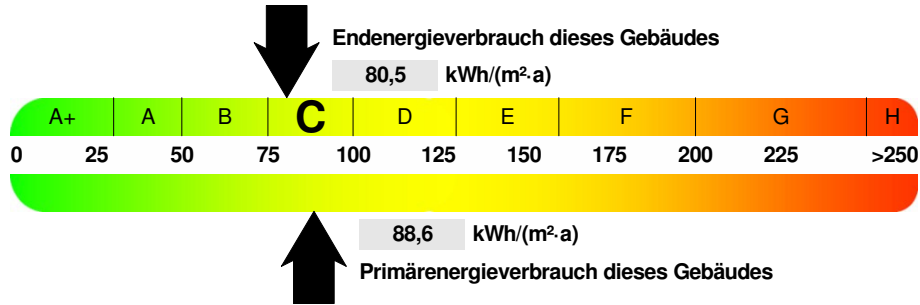 Endenergieverbrauch dieses Gebäudes
80,5 kWh/(m²·a)
A+ A B C D E F G H
0 25 50 75 100 125 150 175 200 225 >250
88,6 kWh/(m²·a)
Primärenergieverbrauch dieses Gebäudes